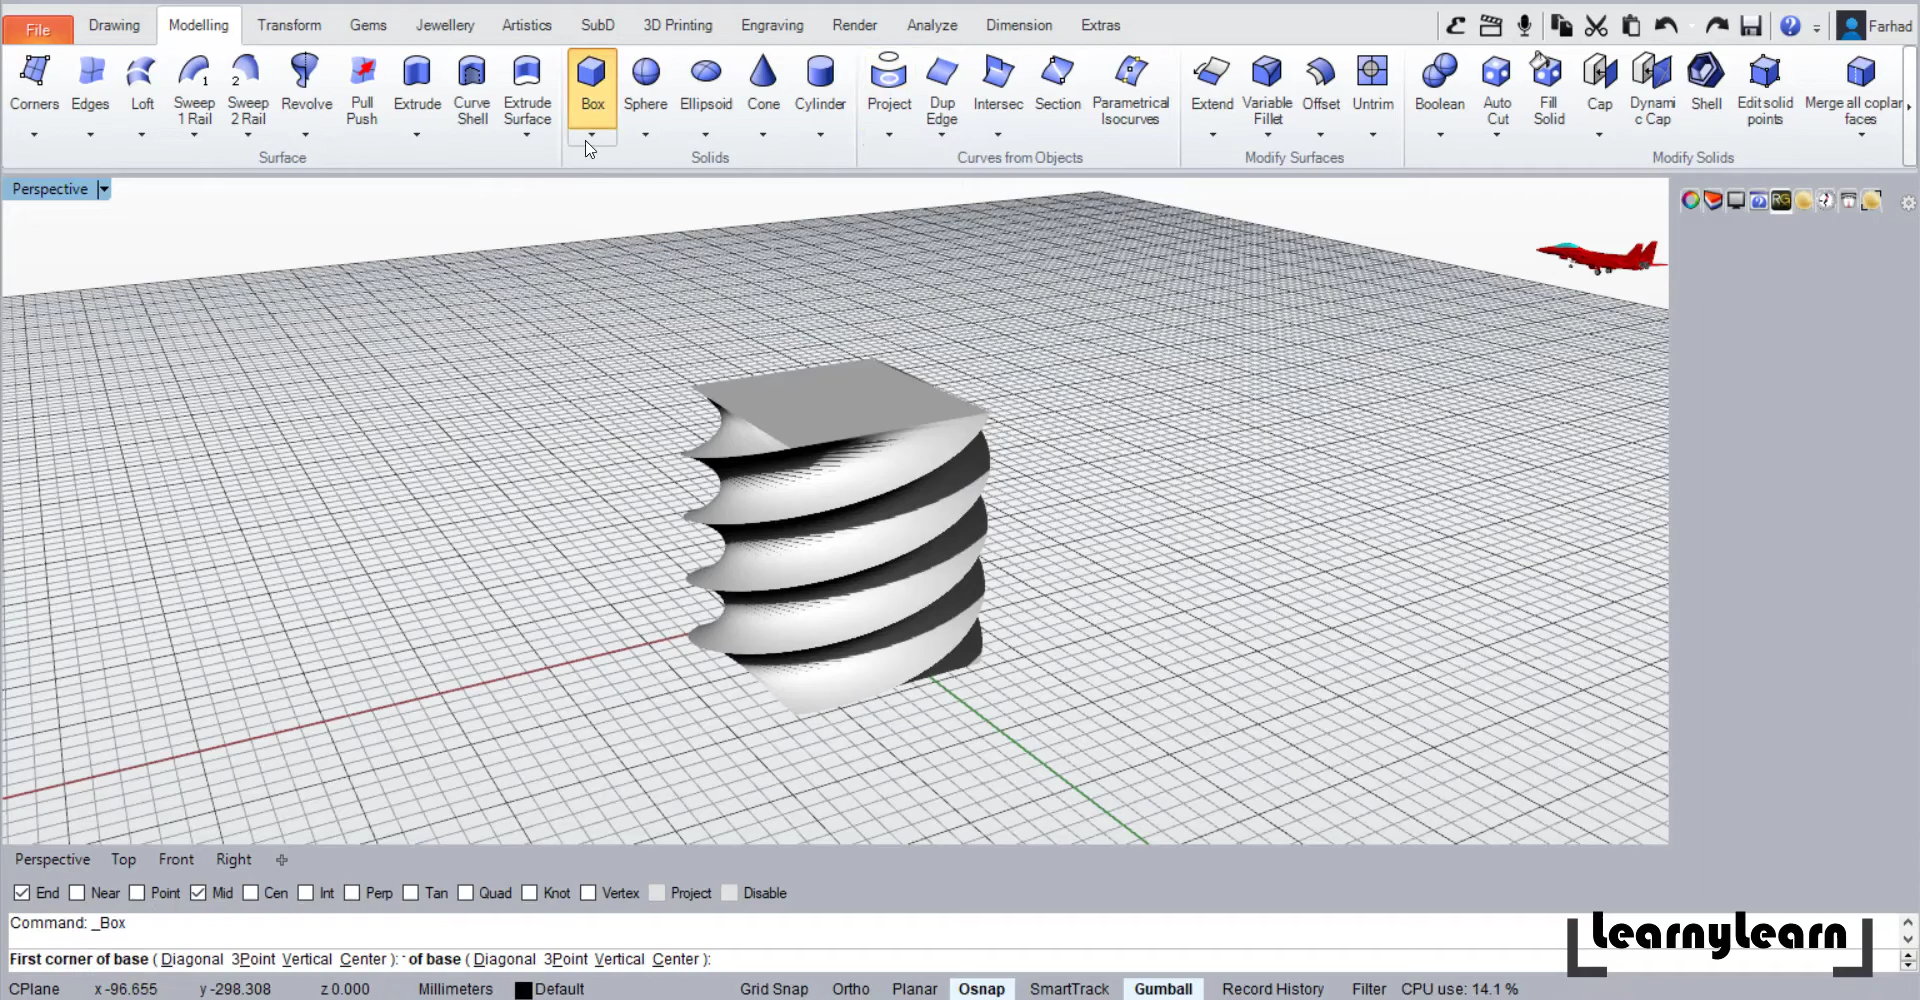 File Drawing Modelling Transform Gems Jewellery Artistics SubD 3D Printing Engraving Render Analyze Dimension Extras Farhad
Corners Edges Loft Sweep 1 Rail Sweep 2 Rail Revolve Pull Push Extrude Curve Shell Extrude Surface Box Sphere Ellipsoid Cone Cylinder Project Dup Edge Intersec Section Parametrical Isocurves Extend Variable Fillet Offset Untrim Boolean Auto Cut Fill Solid Cap Dynami c Cap Shell Edit solid points Merge all coplar faces
Surface Solids Curves from Objects Modify Surfaces Modify Solids
Perspective
RG
Perspective Top Front Right
End Near Point Mid Cen Int Perp Tan Quad Knot Vertex Project Disable
Command: _Box
First corner of base ( Diagonal 3Point Vertical Center ): of base ( Diagonal 3Point Vertical Center ):
LearnyLearn
CPlane x -96.655 y -298.308 z 0.000 Millimeters Default Grid Snap Ortho Planar Osnap SmartTrack Gumball Record History Filter CPU use: 14.1 %